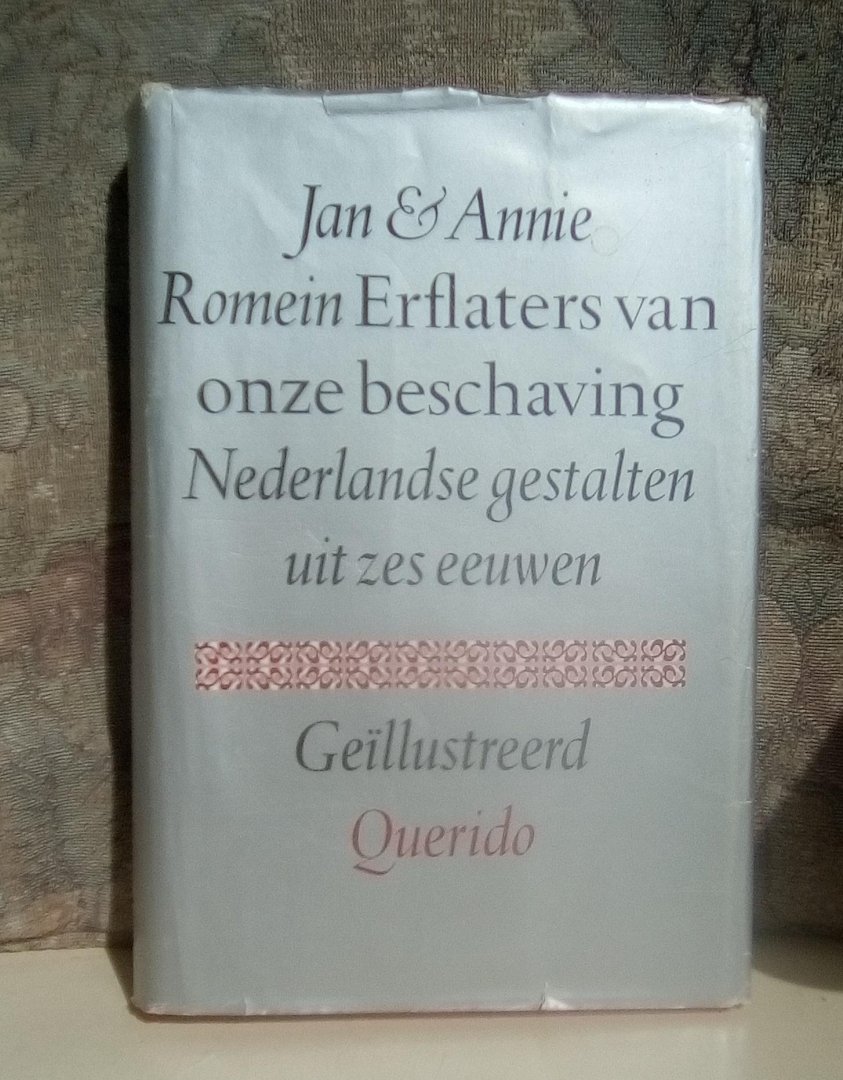 Jan & Annie
Romein Erflaters van
onze beschaving
Nederlandse gestalten
uit zes eeuwen
Geïllustreerd
Querido